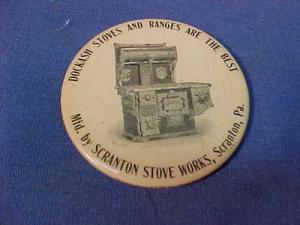 DOCKASH STOVES AND RANGES ARE THE BEST
Mfd. by SCRANTON STOVE WORKS, Scranton, Pa.